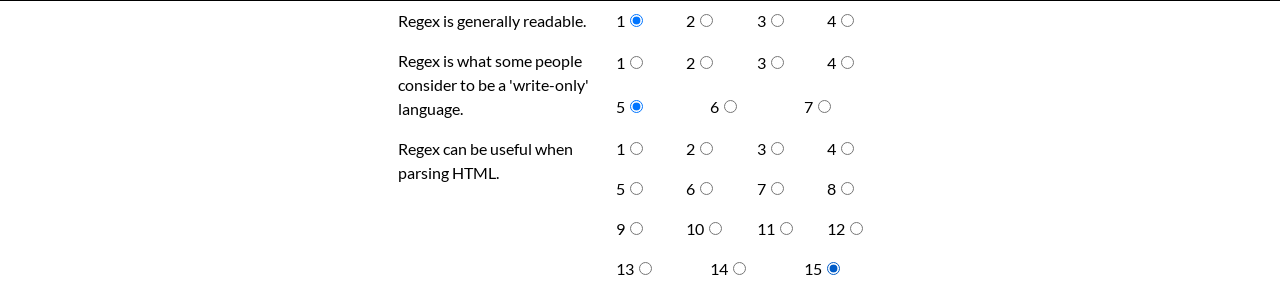 Regex is generally readable. 1 2 3 4
Regex is what some people 1 2 3 4
consider to be a 'write-only'
language. 5 6 7
Regex can be useful when 1 2 3 4
parsing HTML.
5 6 7 8
9 10 11 12
13 14 15